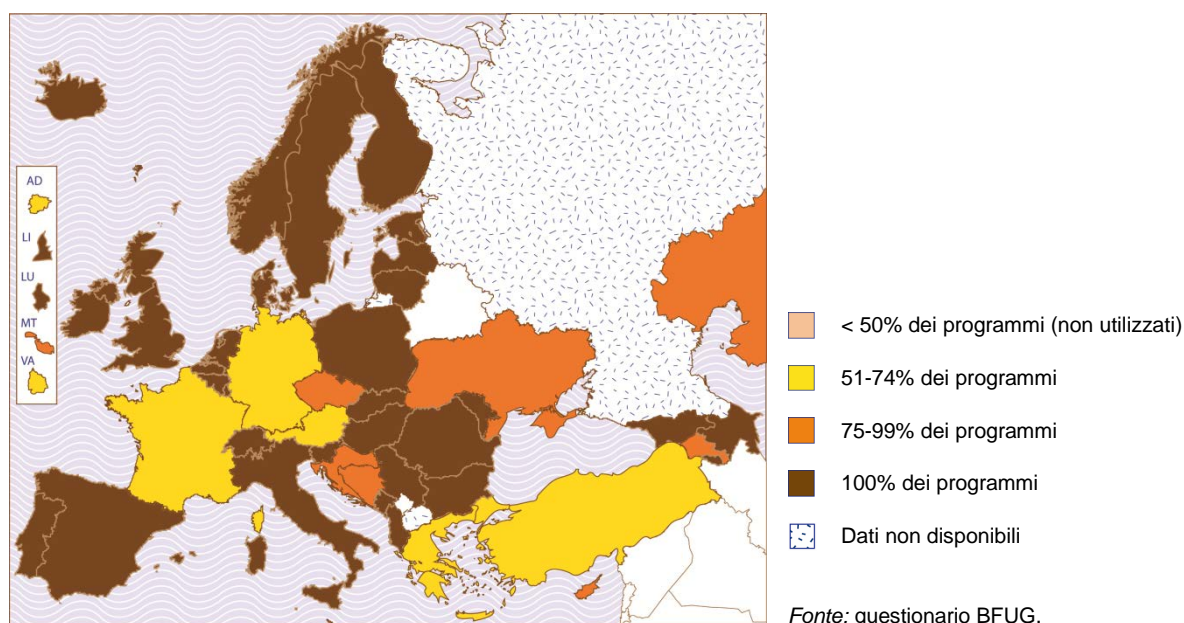 AD
LI
LU
MT
VA
< 50% dei programmi (non utilizzati)
51-74% dei programmi
75-99% dei programmi
100% dei programmi
Dati non disponibili
Fonte: questionario BFUG.